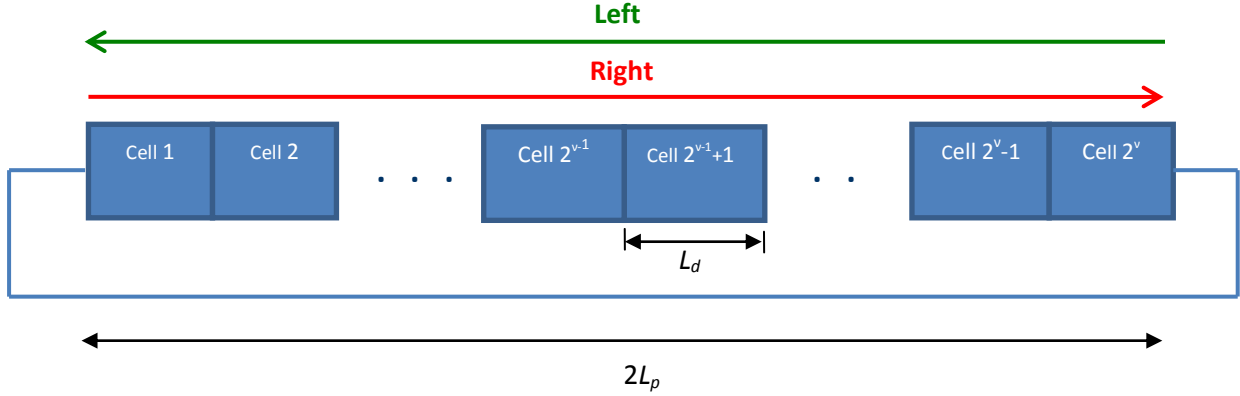 Left
Right
Cell 1
Cell 2
. . .
Cell 2^{ν-1}
Cell 2^{ν-1}+1
. .
Cell 2^{ν}-1
Cell 2^{ν}
L_d
2L_p